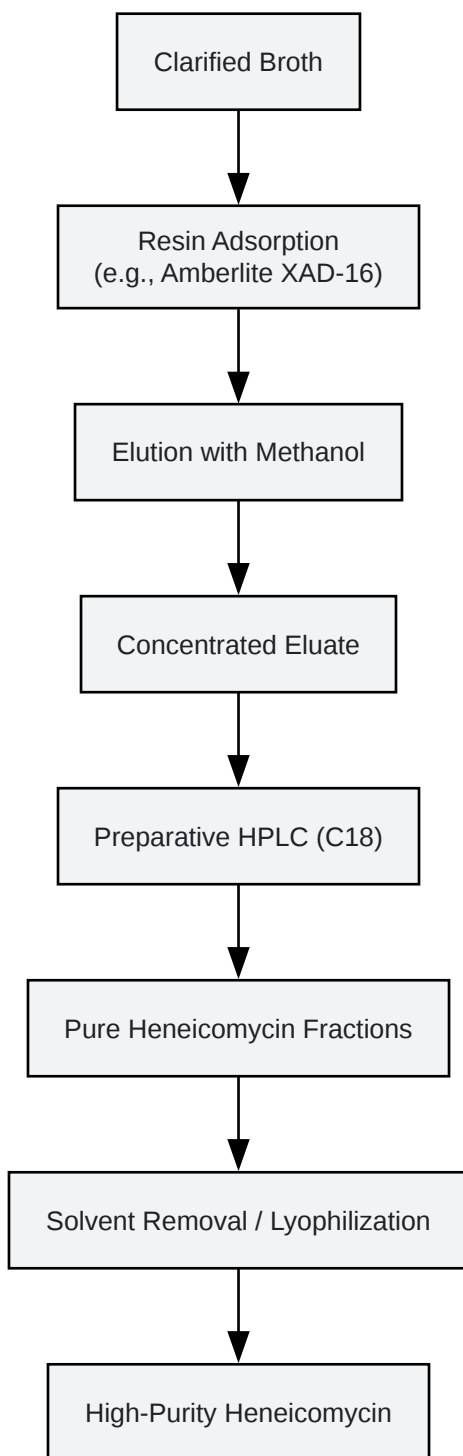 Clarified Broth
Resin Adsorption
(e.g., Amberlite XAD-16)
Elution with Methanol
Concentrated Eluate
Preparative HPLC (C18)
Pure Heneicomycin Fractions
Solvent Removal / Lyophilization
High-Purity Heneicomycin